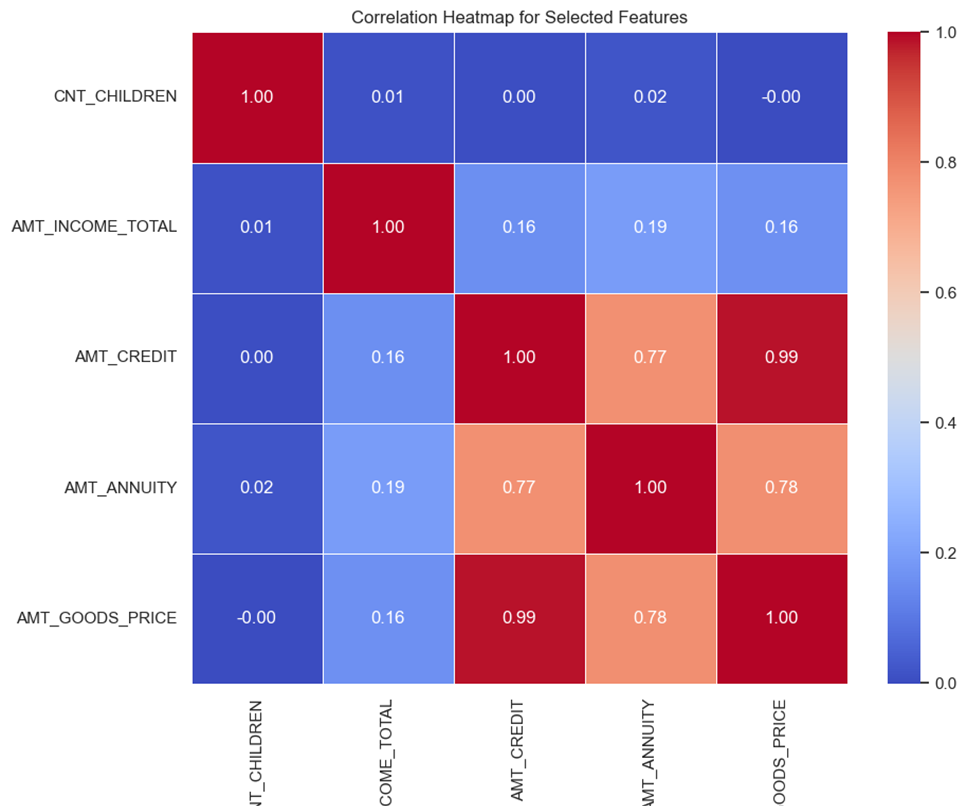 Correlation Heatmap for Selected Features
CNT_CHILDREN 1.00 0.01 0.00 0.02 -0.00
AMT_INCOME_TOTAL 0.01 1.00 0.16 0.19 0.16
AMT_CREDIT 0.00 0.16 1.00 0.77 0.99
AMT_ANNUITY 0.02 0.19 0.77 1.00 0.78
AMT_GOODS_PRICE -0.00 0.16 0.99 0.78 1.00
NT_CHILDREN
COME_TOTAL
AMT_CREDIT
AMT_ANNUITY
OODS_PRICE
1.0
0.8
0.6
0.4
0.2
0.0